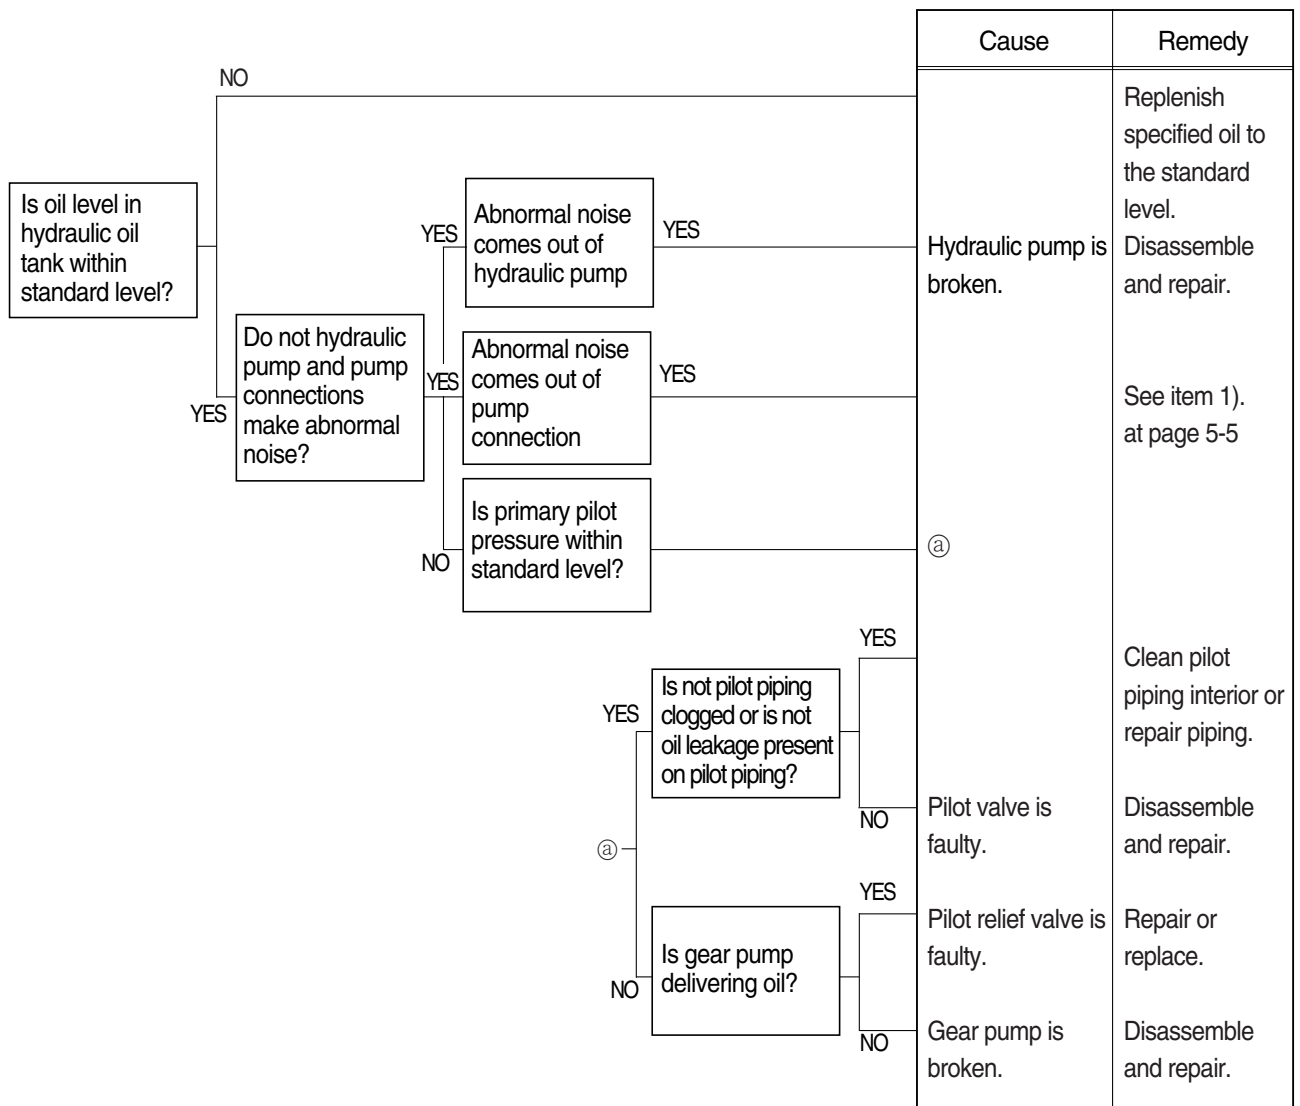 Cause
Remedy
NO
Replenish
specified oil to
the standard
level.
Is oil level in
hydraulic oil
tank within
standard level?
YES
Abnormal noise
comes out of
hydraulic pump
YES
Hydraulic pump is
broken.
Disassemble
and repair.
YES
Do not hydraulic
pump and pump
connections
make abnormal
noise?
YES
Abnormal noise
comes out of
pump
connection
YES
See item 1).
at page 5-5
NO
Is primary pilot
pressure within
standard level?
ⓐ
ⓐ
YES
Is not pilot piping
clogged or is not
oil leakage present
on pilot piping?
YES
Clean pilot
piping interior or
repair piping.
NO
Pilot valve is
faulty.
Disassemble
and repair.
NO
Is gear pump
delivering oil?
YES
Pilot relief valve is
faulty.
Repair or
replace.
NO
Gear pump is
broken.
Disassemble
and repair.